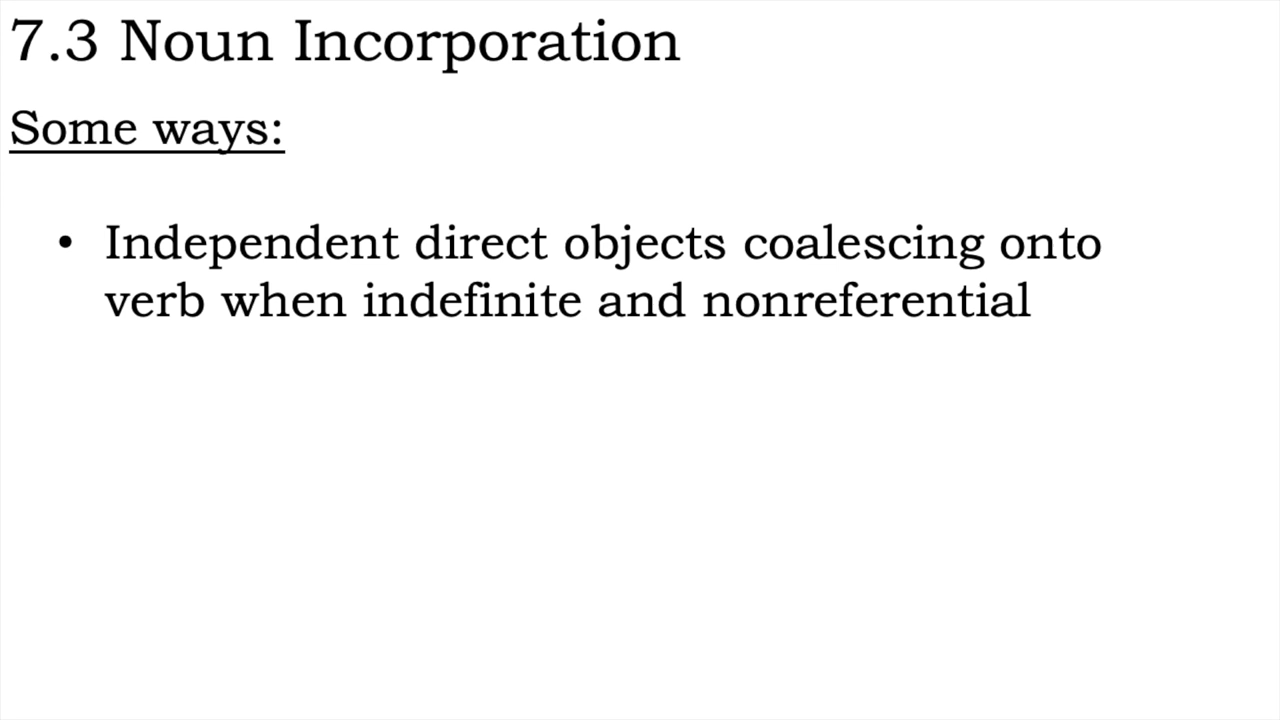 7.3 Noun Incorporation
Some ways:
• Independent direct objects coalescing onto
verb when indefinite and nonreferential